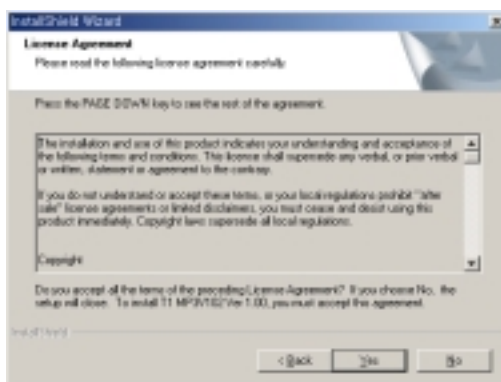 InstallShield Wizard
License Agreement
Please read the following license agreement carefully.
Press the PAGE DOWN key to see the rest of the agreement.
The installation and use of this product indicates your understanding and acceptance of
the following terms and conditions. This license shall supersede any verbal, or prior verbal
or written, statement or agreement to the contrary.
If you do not understand or accept these terms, or your local regulations prohibit "after
sale" license agreements or limited disclaimers, you must cease and desist using this
product immediately. Copyright laws supersede all local regulations.
Copyright
Do you accept all the terms of the preceding License Agreement? If you choose No, the
setup will close. To install T1 MP3V102 Ver 1.00, you must accept this agreement.
InstallShield
< Back
Yes
No